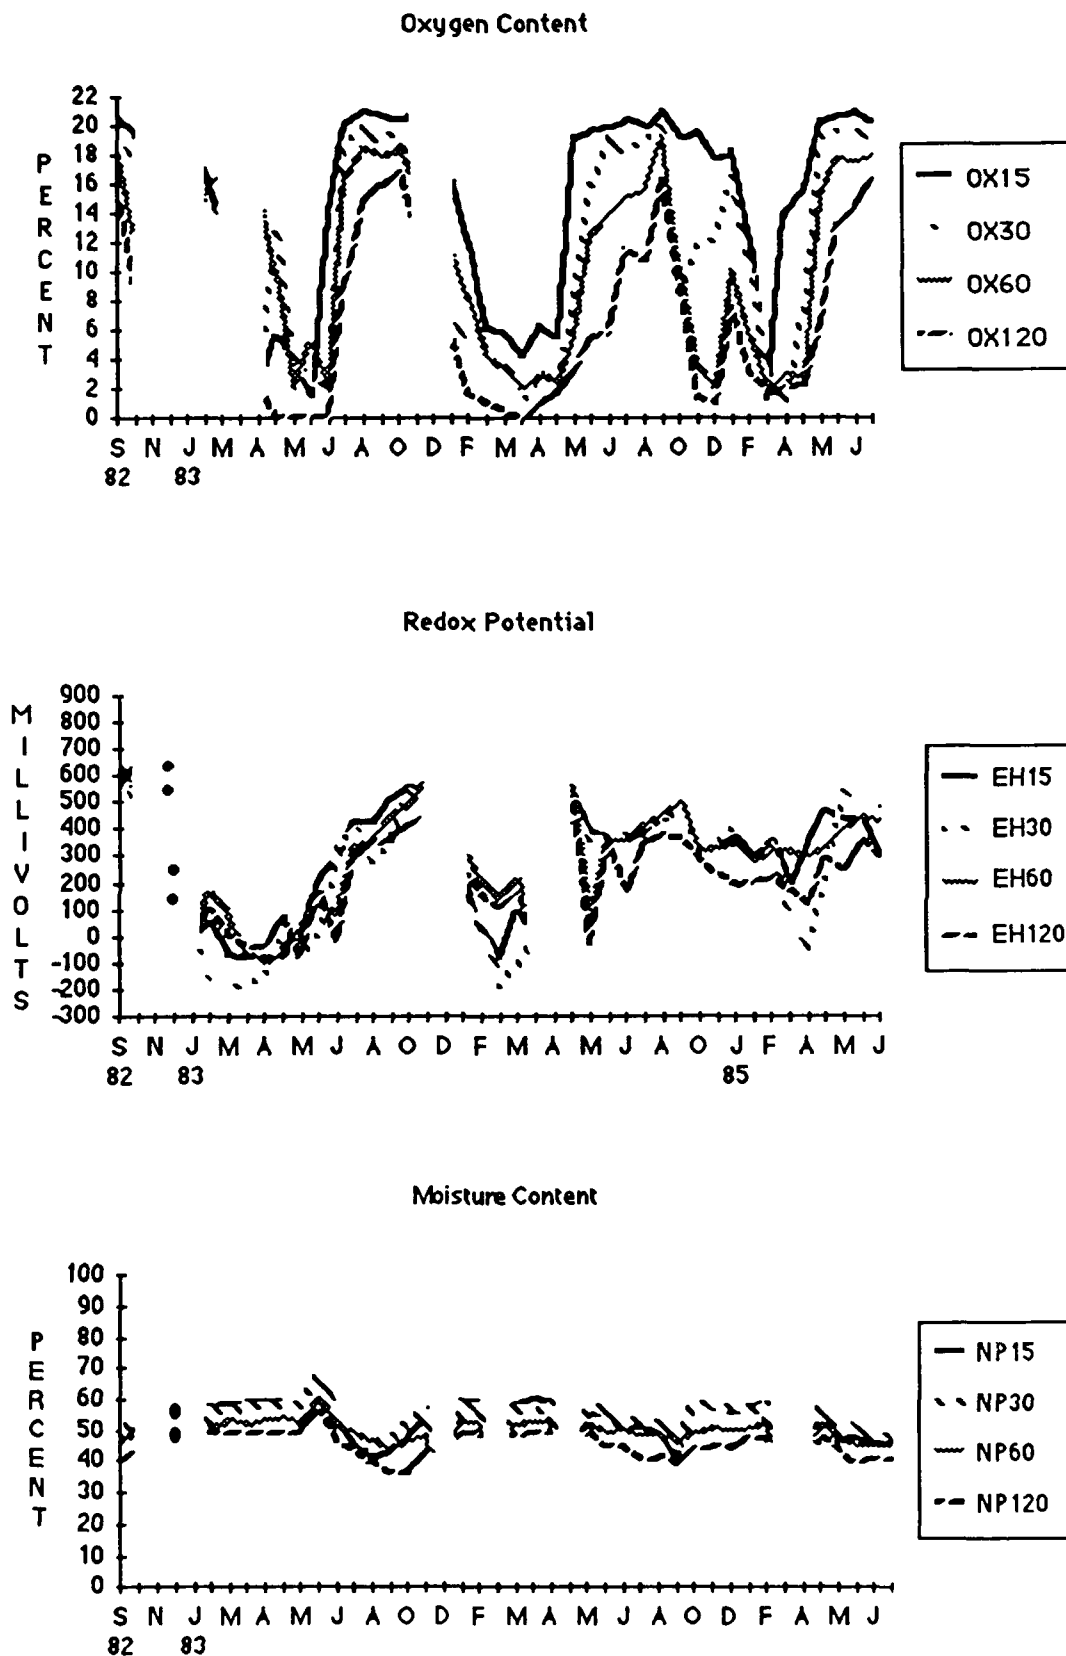 Oxygen Content
PERCENT
22
20
18
16
14
12
10
8
6
4
2
0
S N J M A M J A O D F M A M J A O D F A M J
82 83
OX15
OX30
OX60
OX120
Redox Potential
MILLIVOLTS
900
800
700
600
500
400
300
200
100
0
-100
-200
-300
S N J M A M J A O D F M A M J A O J F A M J
82 83 85
EH15
EH30
EH60
EH120
Moisture Content
PERCENT
100
90
80
70
60
50
40
30
20
10
0
S N J M A M J A O D F M A M J A O D F A M J
82 83
NP15
NP30
NP60
NP120